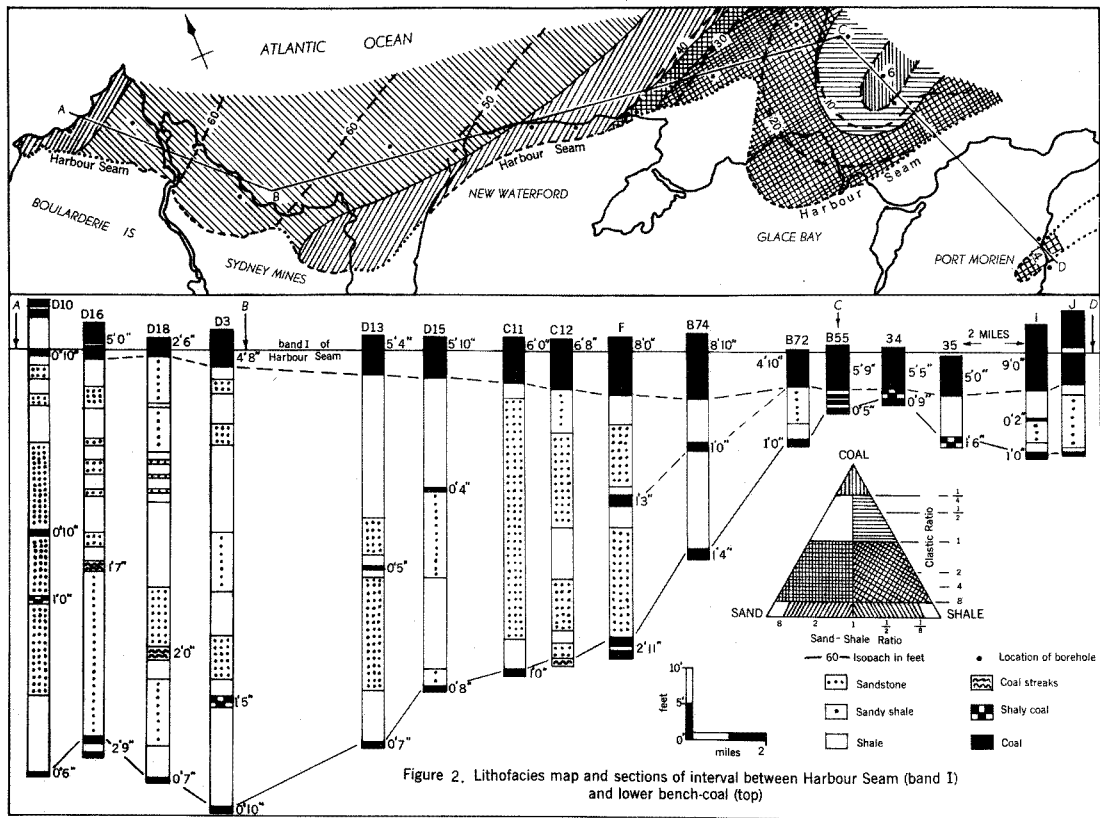 ATLANTIC OCEAN
A
B
C
D
60
60
50
40
30
20
10
6
4
Harbour Seam
Harbour Seam
Harbour Seam
BOULARDERIE IS
SYDNEY MINES
NEW WATERFORD
GLACE BAY
PORT MORIEN
A
B
C
D
D10
D16
D18
D3
D13
D15
C11
C12
F
B74
B72
B55
34
35
I
J
2 MILES
band I of
Harbour Seam
5'0"
2'6"
4'8"
5'4"
5'10"
6'0"
6'8"
8'0"
8'10"
4'10"
5'9"
5'5"
5'0"
9'0"
0'10"
0'10"
1'0"
0'6"
1'7"
2'9"
2'0"
0'7"
1'5"
0'10"
0'5"
0'7"
0'4"
0'8"
1'0"
1'3"
2'11"
1'0"
1'4"
1'0"
0'5"
0'9"
1'6"
0'2"
1'0"
COAL
SAND
SHALE
1/4
1/2
1
2
4
8
Clastic Ratio
8 2 1 1/2 1/8
Sand-Shale Ratio
60 Isopach in feet
Location of borehole
Sandstone
Coal streaks
Sandy shale
Shaly coal
Shale
Coal
10'
5'
0'
feet
miles 2
Figure 2. Lithofacies map and sections of interval between Harbour Seam (band I)
and lower bench-coal (top)